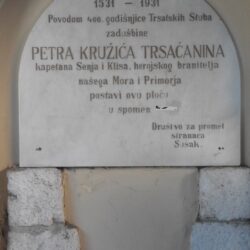 1531 - 1931
Povodom 400. godišnjice Trsatskih Stuba
zadužbine
PETRA KRUŽIĆA TRSAĆANINA
kapetana Senja i Klisa, herojskog branitelja
našega Mora i Primorja
postavi ovu ploču
u spomen
Društvo za promet
stranaca
Sušak.